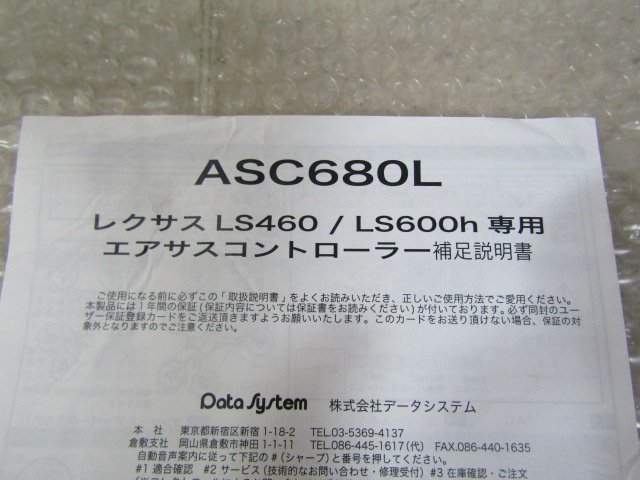 ASC680L
レクサス LS460 / LS600h 専用
エアサスコントローラー補足説明書
ご使用になる前に必ずこの「取扱説明書」をよくお読みいただき、正しいご使用方法でご愛用ください。
本製品には1年間の保証(保証内容については保証書をお読みください)が付いております。必ず同封のユー
ザー保証登録カードをご返送頂きますようお願いいたします。このカードをお送り頂けない場合、保証の対
象外となりますのでご注意ください。
Data System 株式会社データシステム
本 社 東京都新宿区新宿 1-18-2 TEL.03-5369-4137
倉敷支社 岡山県倉敷市神田 1-1-11 TEL.086-445-1617(代) FAX.086-440-1635
自動音声案内に従って下記の#(シャープ)と番号を押してください。
#1 適合確認 #2 サービス(技術的なお問い合わせ・修理受付) #3 在庫確認・ご注文